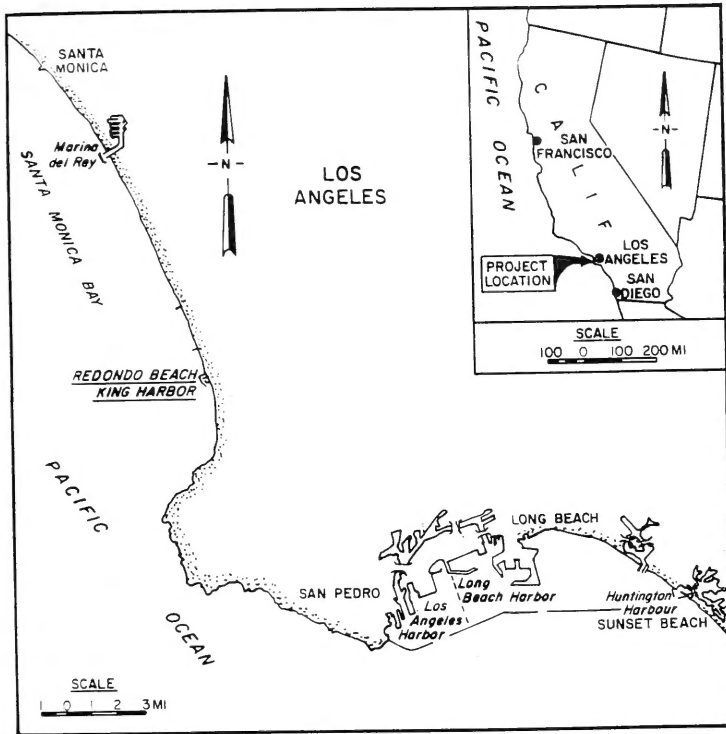 SANTA
MONICA
Marina
del Rey
SANTA MONICA BAY
-N-
LOS
ANGELES
REDONDO BEACH
KING HARBOR
PACIFIC
OCEAN
SAN PEDRO
Los
Angeles
Harbor
Long
Beach Harbor
LONG BEACH
Huntington
Harbour
SUNSET BEACH
SCALE
1 0 1 2 3 MI
PACIFIC OCEAN
CALIF
SAN
FRANCISCO
-N-
LOS
ANGELES
PROJECT
LOCATION
SAN
DIEGO
SCALE
100 0 100 200 MI